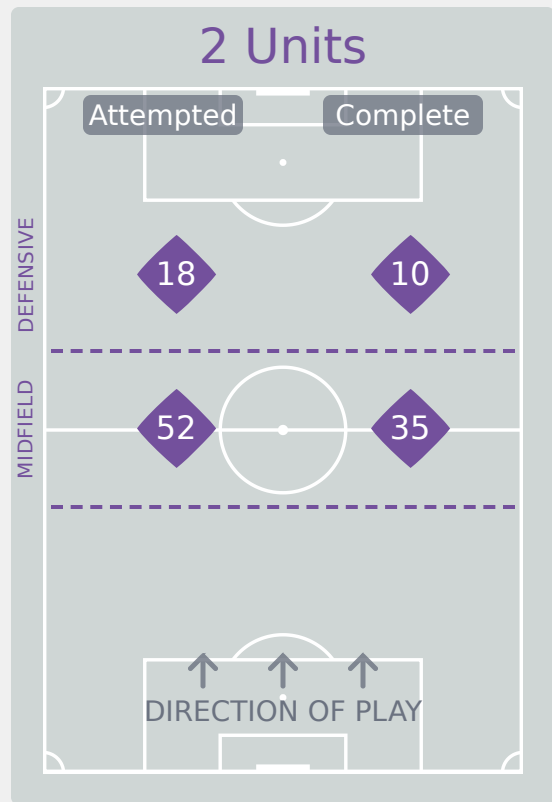 2 Units
Attempted
Complete
DEFENSIVE
18
10
MIDFIELD
52
35
DIRECTION OF PLAY